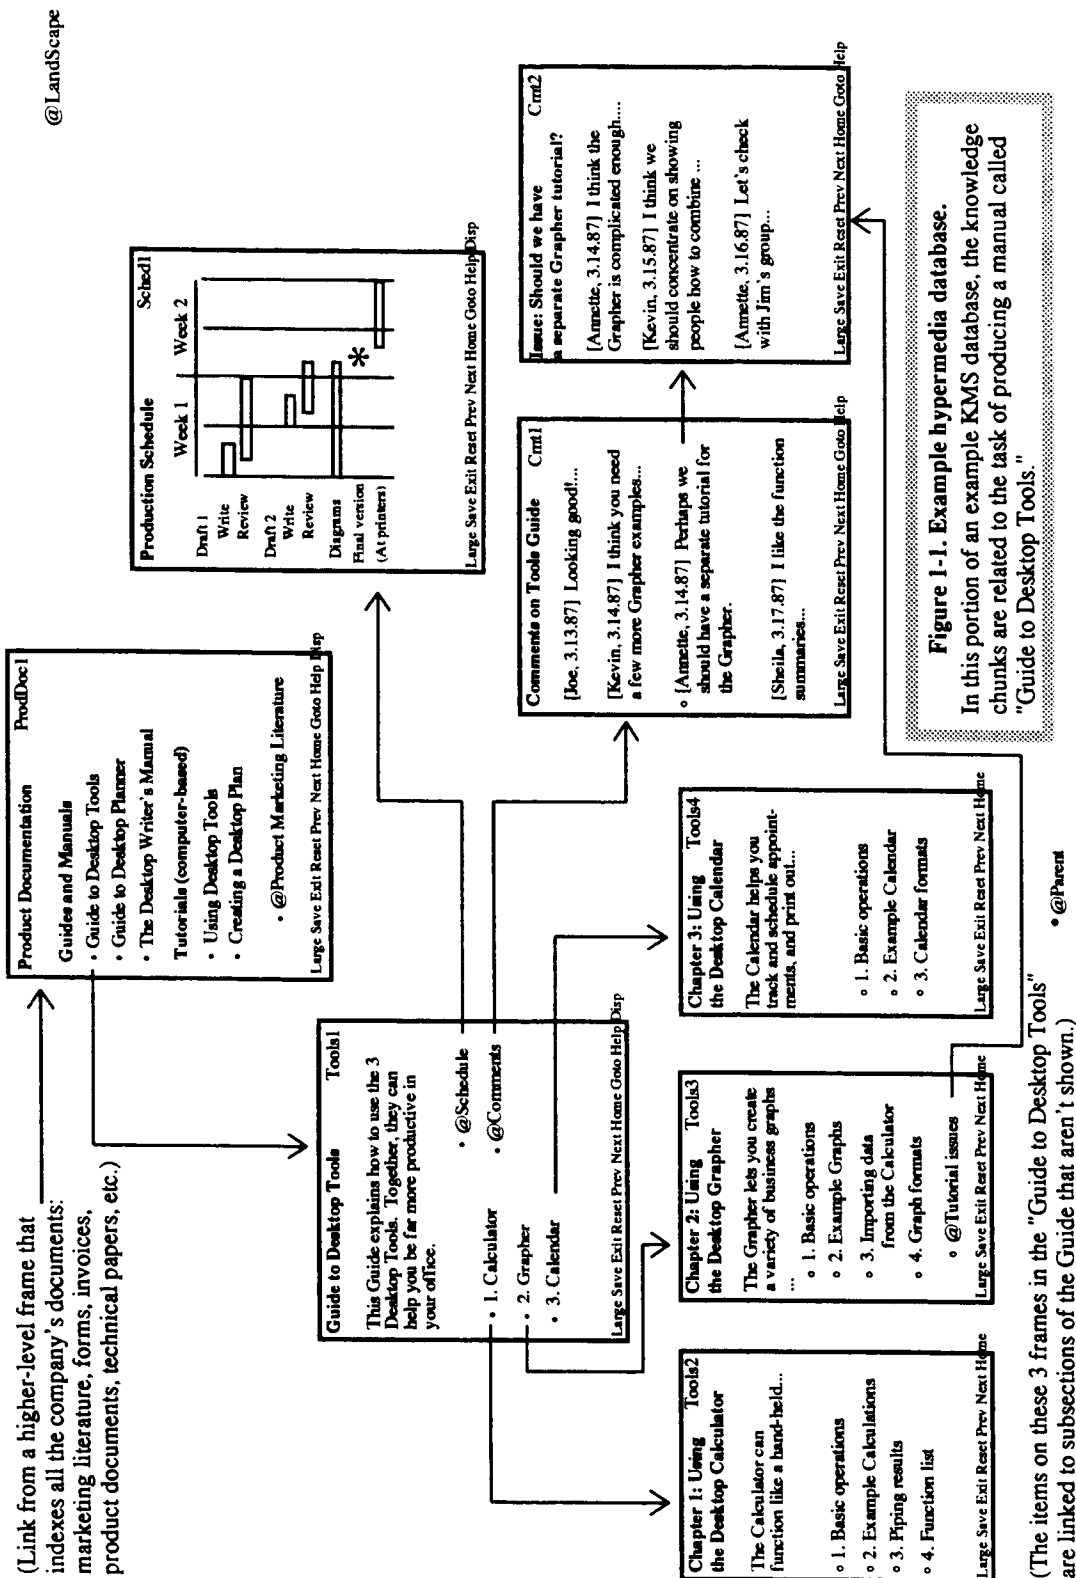 @LandScape
(Link from a higher-level frame that
indexes all the company's documents:
marketing literature, forms, invoices,
product documents, technical papers, etc.)
Product Documentation ProdDoc1
Guides and Manuals
• Guide to Desktop Tools
• Guide to Desktop Planner
• The Desktop Writer's Manual
Tutorials (computer-based)
• Using Desktop Tools
• Creating a Desktop Plan
• @Product Marketing Literature
Large Save Exit Reset Prev Next Home Goto Help Disp
Production Schedule Sched1
Week 1 Week 2
Draft 1
Write
Review
Draft 2
Write
Review
Diagrams
Final version
*
(At printers)
Large Save Exit Reset Prev Next Home Goto Help Disp
Guide to Desktop Tools Tools1
This Guide explains how to use the 3
Desktop Tools. Together, they can
help you be far more productive in
your office.
• @Schedule
• 1. Calculator • @Comments
• 2. Grapher
• 3. Calendar
Large Save Exit Reset Prev Next Home Goto Help Disp
Comments on Tools Guide Cmt1
[Joe, 3.13.87] Looking good!...
[Kevin, 3.14.87] I think you need
a few more Grapher examples...
∘ [Annette, 3.14.87] Perhaps we
should have a separate tutorial for
the Grapher.
[Sheila, 3.17.87] I like the function
summaries...
Large Save Exit Reset Prev Next Home Goto Help
Issue: Should we have Cmt2
a separate Grapher tutorial?
[Annette, 3.14.87] I think the
Grapher is complicated enough....
[Kevin, 3.15.87] I think we
should concentrate on showing
people how to combine ...
[Annette, 3.16.87] Let's check
with Jim's group...
Large Save Exit Reset Prev Next Home Goto Help
Chapter 1: Using Tools2
the Desktop Calculator
The Calculator can
function like a hand-held...
∘ 1. Basic operations
∘ 2. Example Calculations
∘ 3. Piping results
∘ 4. Function list
Large Save Exit Reset Prev Next Home
Chapter 2: Using Tools3
the Desktop Grapher
The Grapher lets you create
a variety of business graphs
...
∘ 1. Basic operations
∘ 2. Example Graphs
∘ 3. Importing data
from the Calculator
∘ 4. Graph formats
∘ @Tutorial issues
Large Save Exit Reset Prev Next Home
Chapter 3: Using Tools4
the Desktop Calendar
The Calendar helps you
track and schedule appoint-
ments, and print out...
∘ 1. Basic operations
∘ 2. Example Calendar
∘ 3. Calendar formats
Large Save Exit Reset Prev Next Home
Figure 1-1. Example hypermedia database.
In this portion of an example KMS database, the knowledge
chunks are related to the task of producing a manual called
"Guide to Desktop Tools."
(The items on these 3 frames in the "Guide to Desktop Tools"
are linked to subsections of the Guide that aren't shown.)
• @Parent